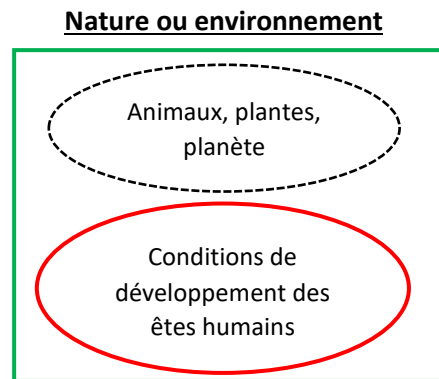 Nature ou environnement
Animaux, plantes,
planète
Conditions de
développement des
êtes humains